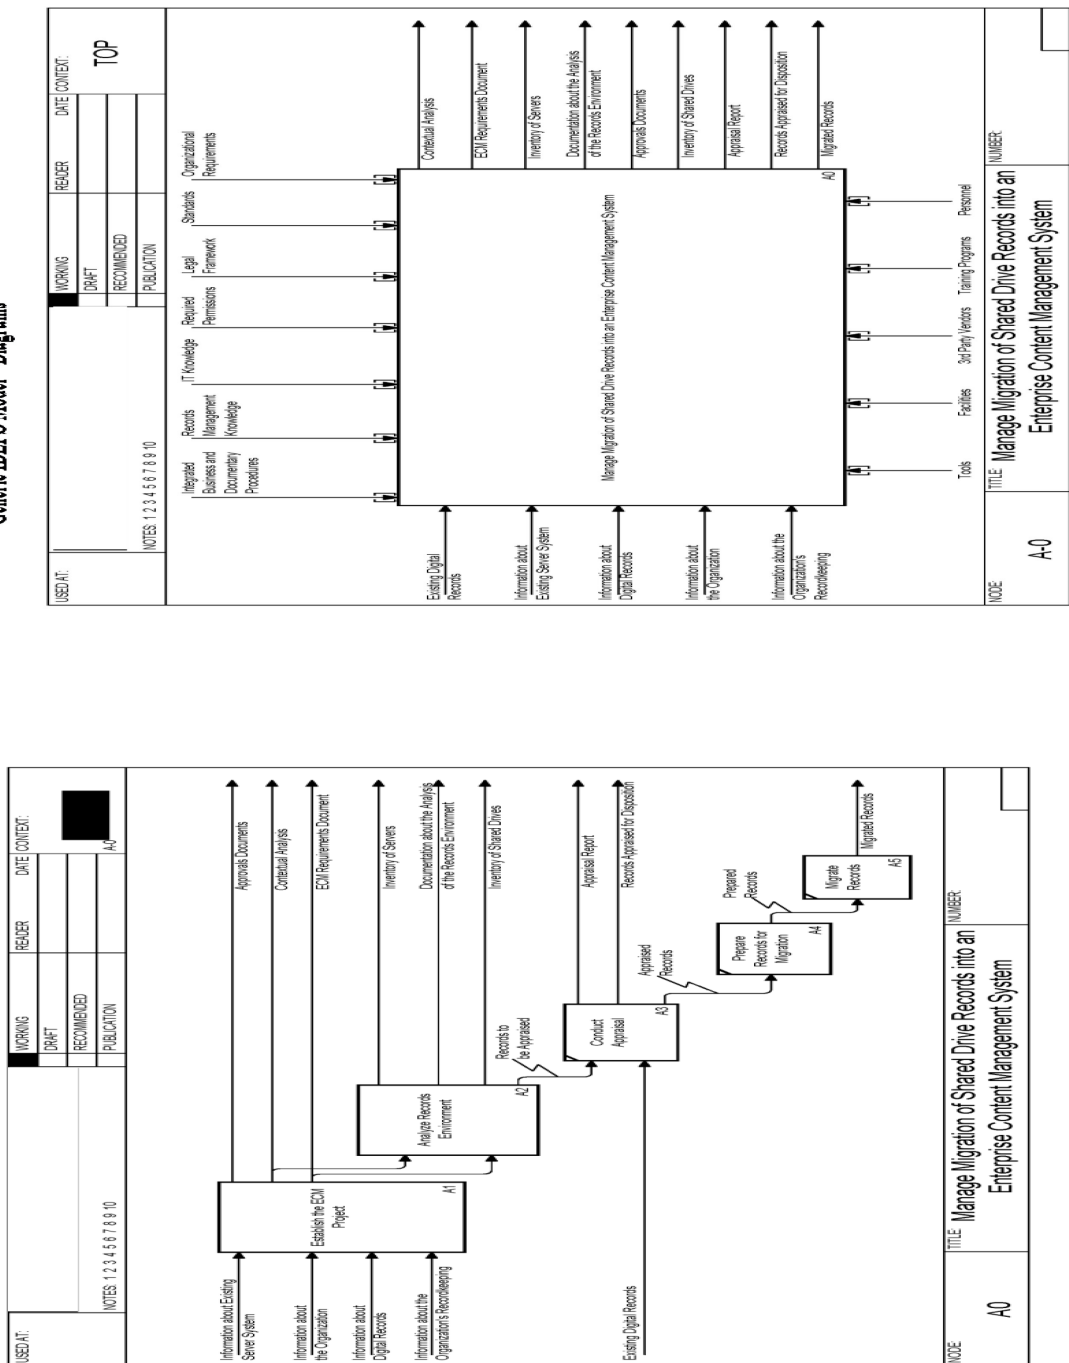 Generic IDEF0 Model - Diagrams
USED AT:
WORKING
DRAFT
RECOMMENDED
PUBLICATION
READER
DATE
CONTEXT:
TOP
NOTES: 1 2 3 4 5 6 7 8 9 10
Integrated
Business and
Documentary
Procedures
Records
Management
Knowledge
IT Knowledge
Required
Permissions
Legal
Framework
Standards
Organizational
Requirements
Existing Digital
Records
Information about
Existing Server System
Information about
Digital Records
Information about
the Organization
Information about the
Organization's
Recordkeeping
Manage Migration of Shared Drive Records into an Enterprise Content Management System
A0
Contextual Analysis
ECM Requirements Document
Inventory of Servers
Documentation about the Analysis
of the Records Environment
Approvals Documents
Inventory of Shared Drives
Appraisal Report
Records Appraised for Disposition
Migrated Records
Tools
Facilities
3rd Party Vendors
Training Programs
Personnel
NODE:
A-0
TITLE:
Manage Migration of Shared Drive Records into an
Enterprise Content Management System
NUMBER:
USED AT:
WORKING
DRAFT
RECOMMENDED
PUBLICATION
READER
DATE
CONTEXT:
A-0
NOTES: 1 2 3 4 5 6 7 8 9 10
Information about Existing
Server System
Information about
the Organization
Information about
Digital Records
Information about the
Organization's Recordkeeping
Existing Digital Records
Establish the ECM
Project
A1
Analyze Records
Environment
A2
Records to
be Appraised
Conduct
Appraisal
A3
Appraised
Records
Prepare
Records for
Migration
A4
Prepared
Records
Migrate
Records
A5
Approvals Documents
Contextual Analysis
ECM Requirements Document
Inventory of Servers
Documentation about the Analysis
of the Records Environment
Inventory of Shared Drives
Appraisal Report
Records Appraised for Disposition
Migrated Records
NODE:
A0
TITLE:
Manage Migration of Shared Drive Records into an
Enterprise Content Management System
NUMBER: